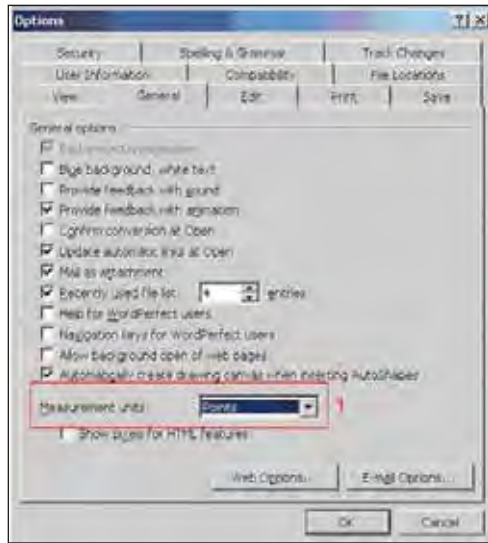 Options
Security Spelling & Grammar Track Changes
User Information Compatibility File Locations
View General Edit Print Save
General options
Blue background, white text
Provide feedback with sound
Provide feedback with animation
Confirm conversion at Open
Update automatic links at Open
Mail as attachment
Recently used file list: 4 entries
Help for WordPerfect users
Navigation keys for WordPerfect users
Allow background open of web pages
Automatically create drawing canvas when inserting AutoShapes
Measurement units: Points
Show pixels for HTML features
Web Options... E-mail Options...
OK Cancel